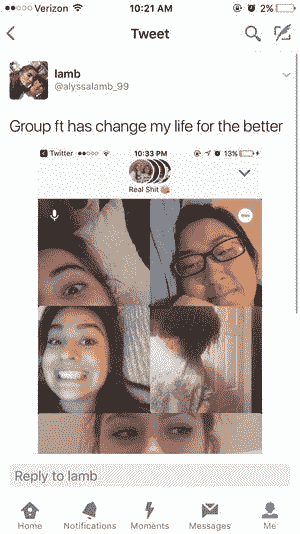 Verizon 10:21 AM 2%
Tweet
lamb
@alyssalamb_99
Group ft has change my life for the better
Twitter 10:33 PM 13%
Real Shit
Reply to lamb
Home Notifications Moments Messages Me